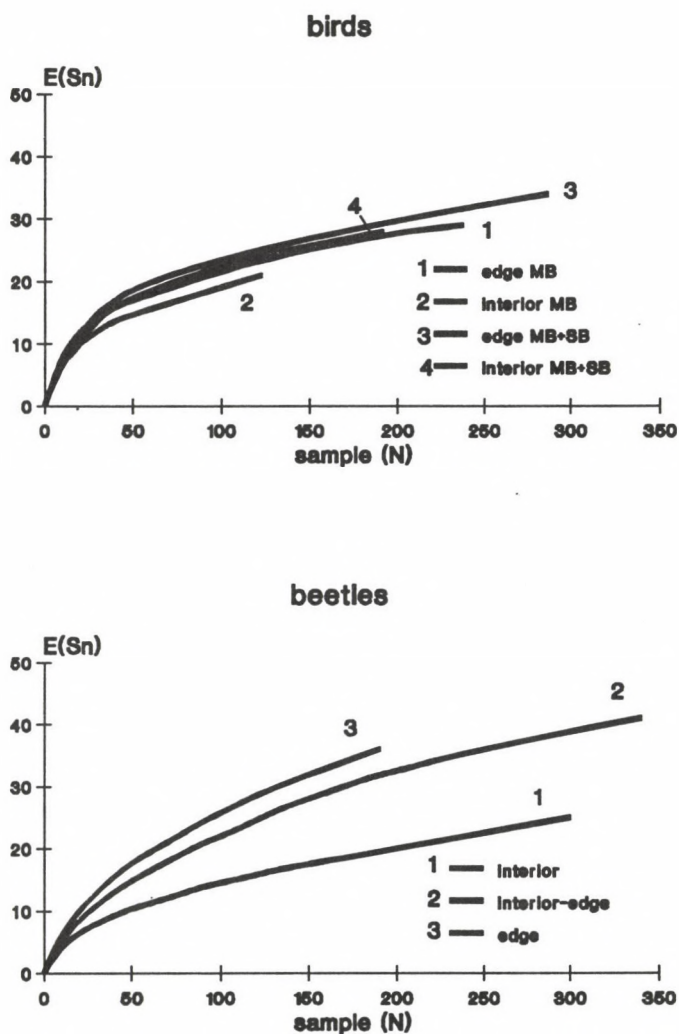 birds
E(Sn)
50
40
30
20
10
0
4
3
1
2
1 edge MB
2 interior MB
3 edge MB+SB
4 interior MB+SB
0 50 100 150 200 250 300 350
sample (N)
beetles
E(Sn)
50
40
30
20
10
0
3
2
1
1 interior
2 interior-edge
3 edge
0 50 100 150 200 250 300 350
sample (N)